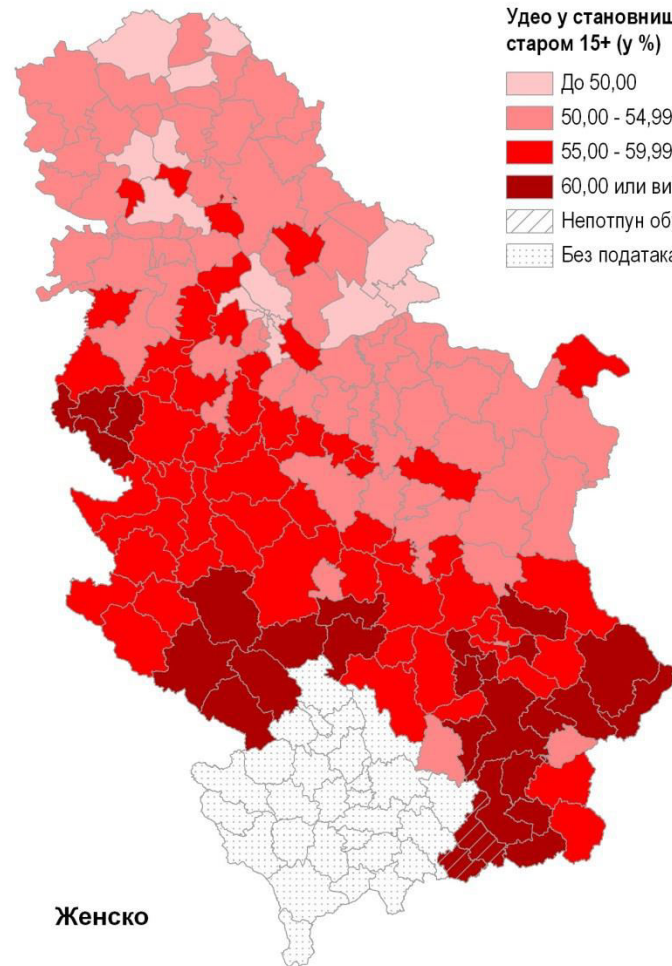 Удео у становниш
старом 15+ (у %)
До 50,00
50,00 - 54,99
55,00 - 59,99
60,00 или ви
Непотпун об
Без податак
Женско